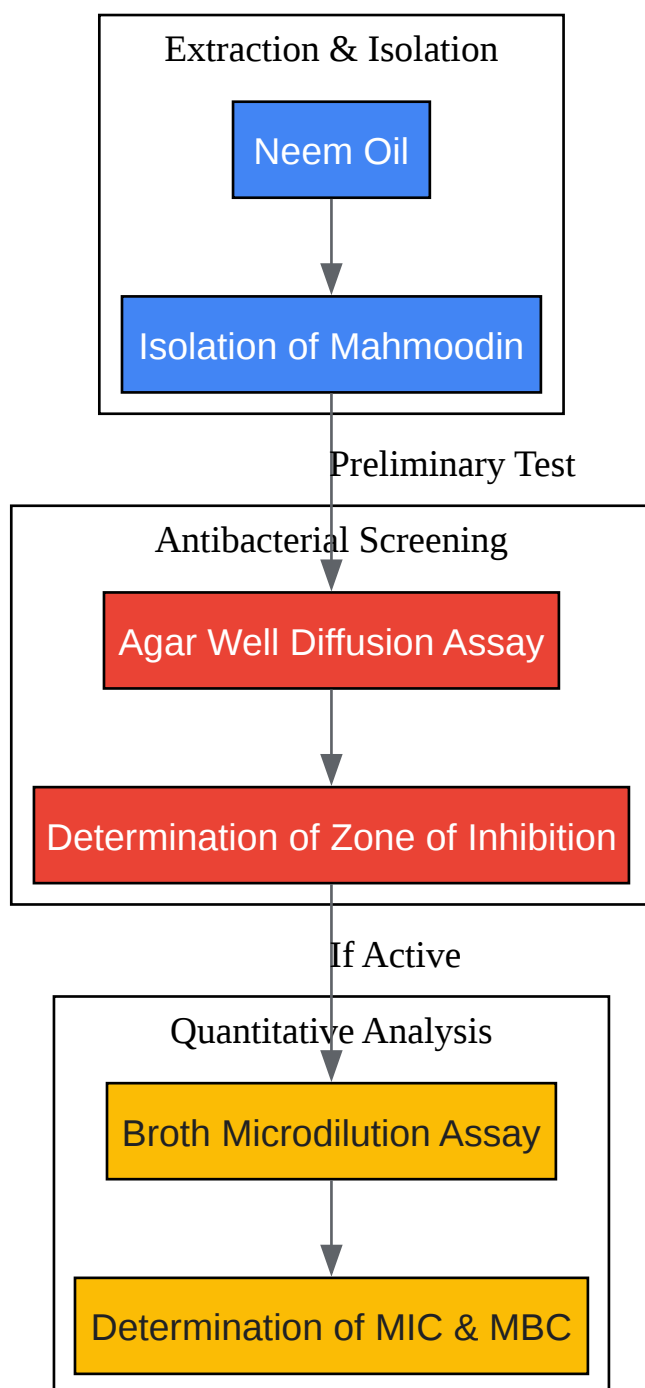 Extraction & Isolation
Neem Oil
Isolation of Mahmoodin
Preliminary Test
Antibacterial Screening
Agar Well Diffusion Assay
Determination of Zone of Inhibition
If Active
Quantitative Analysis
Broth Microdilution Assay
Determination of MIC & MBC